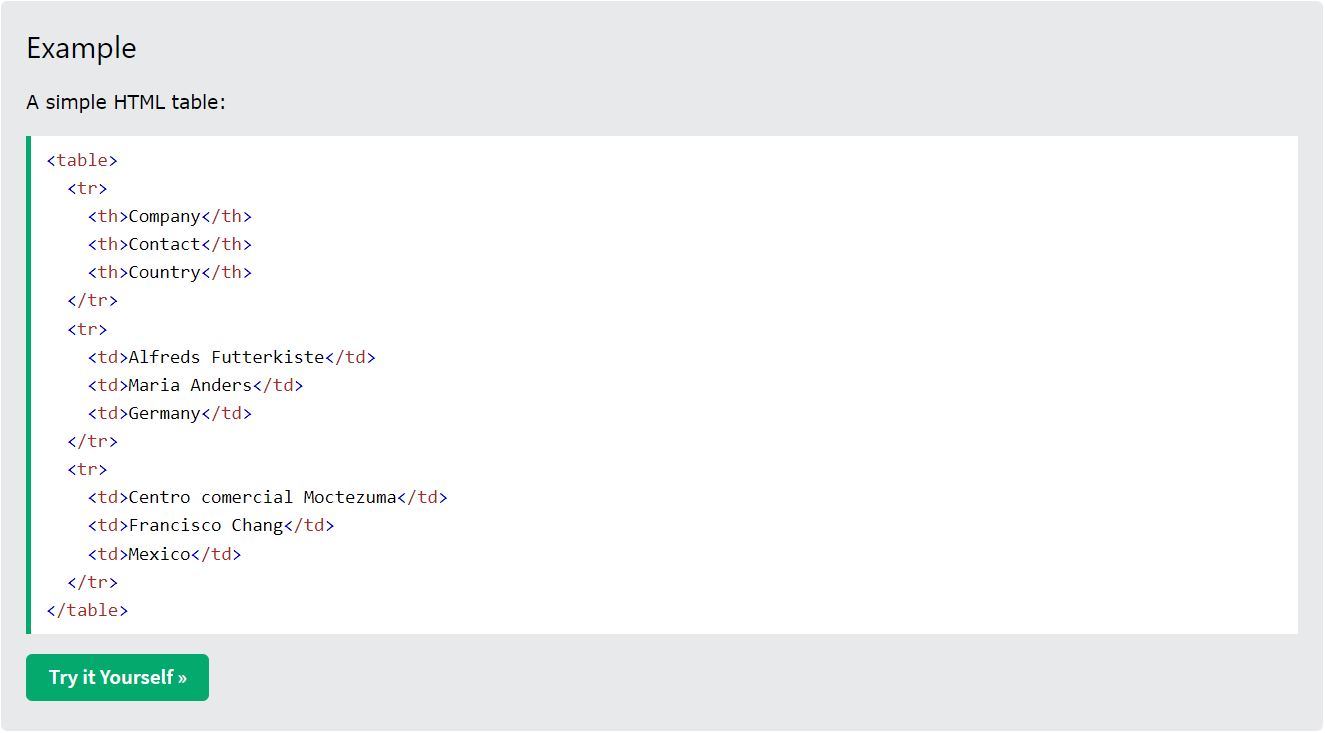 Example
A simple HTML table:
<table>
  <tr>
    <th>Company</th>
    <th>Contact</th>
    <th>Country</th>
  </tr>
  <tr>
    <td>Alfreds Futterkiste</td>
    <td>Maria Anders</td>
    <td>Germany</td>
  </tr>
  <tr>
    <td>Centro comercial Moctezuma</td>
    <td>Francisco Chang</td>
    <td>Mexico</td>
  </tr>
</table>
Try it Yourself »